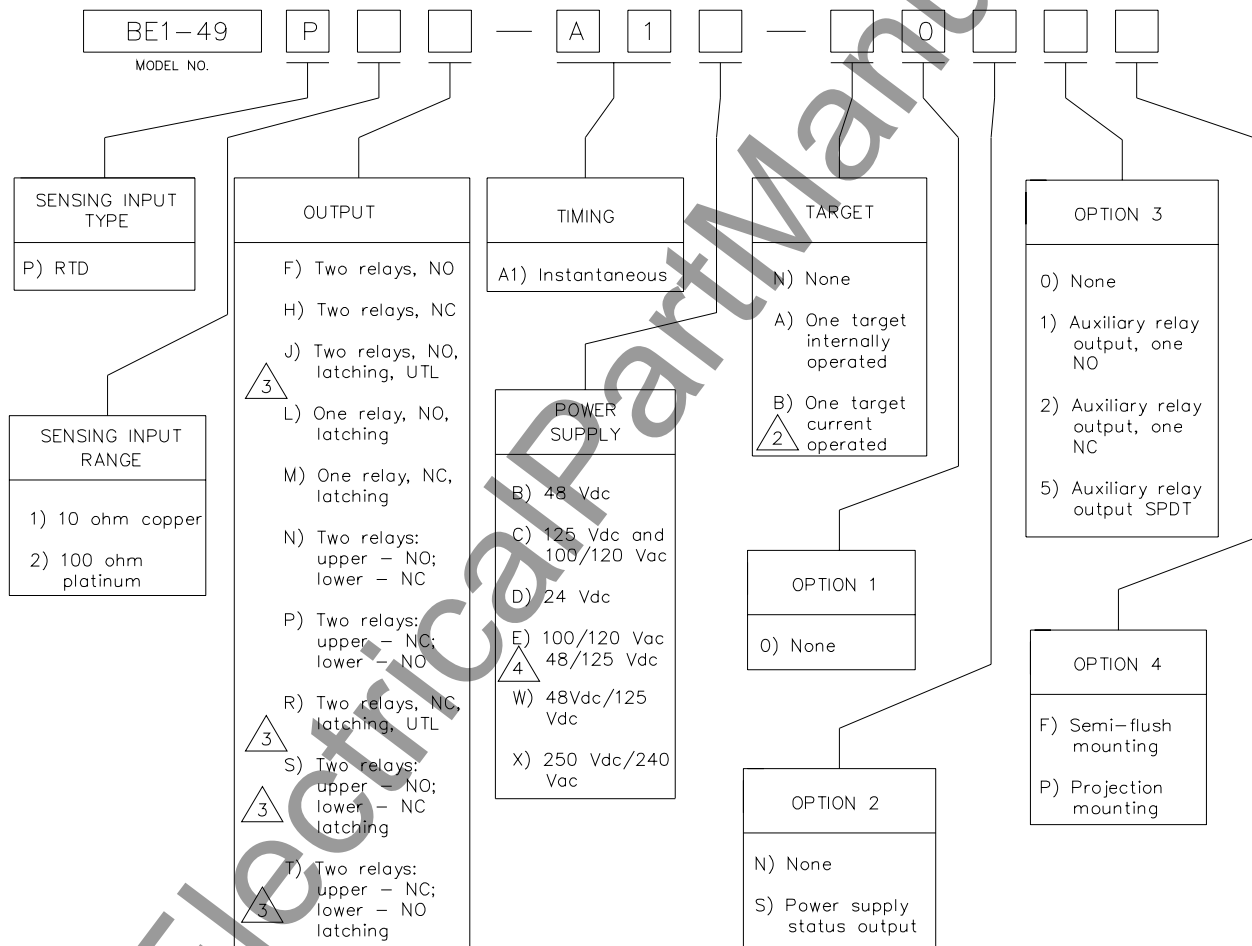 BE1-49 P — A 1 — 0
MODEL NO.
SENSING INPUT
TYPE
P) RTD
SENSING INPUT
RANGE
1) 10 ohm copper
2) 100 ohm
platinum
OUTPUT
F) Two relays, NO
H) Two relays, NC
J) Two relays, NO,
latching, UTL
3
L) One relay, NO,
latching
M) One relay, NC,
latching
N) Two relays:
upper – NO;
lower – NC
P) Two relays:
upper – NC;
lower – NO
R) Two relays, NC,
latching, UTL
3
S) Two relays:
upper – NO;
lower – NC
latching
3
T) Two relays:
upper – NC;
lower – NO
latching
3
TIMING
A1) Instantaneous
POWER
SUPPLY
B) 48 Vdc
C) 125 Vdc and
100/120 Vac
D) 24 Vdc
E) 100/120 Vac
48/125 Vdc
4
W) 48Vdc/125
Vdc
X) 250 Vdc/240
Vac
TARGET
N) None
A) One target
internally
operated
B) One target
current
operated
2
OPTION 1
0) None
OPTION 2
N) None
S) Power supply
status output
OPTION 3
0) None
1) Auxiliary relay
output, one
NO
2) Auxiliary relay
output, one
NC
5) Auxiliary relay
output SPDT
OPTION 4
F) Semi-flush
mounting
P) Projection
mounting
ElectricalPartManu